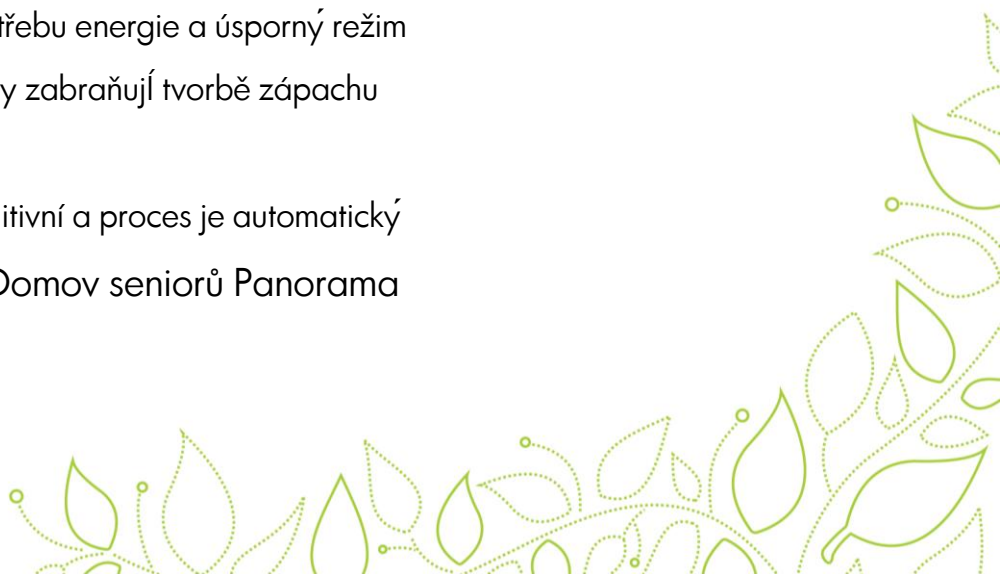 třebu energie a úsporný režim
y zabraňují tvorbě zápachu
itivní a proces je automatický
Domov seniorů Panorama